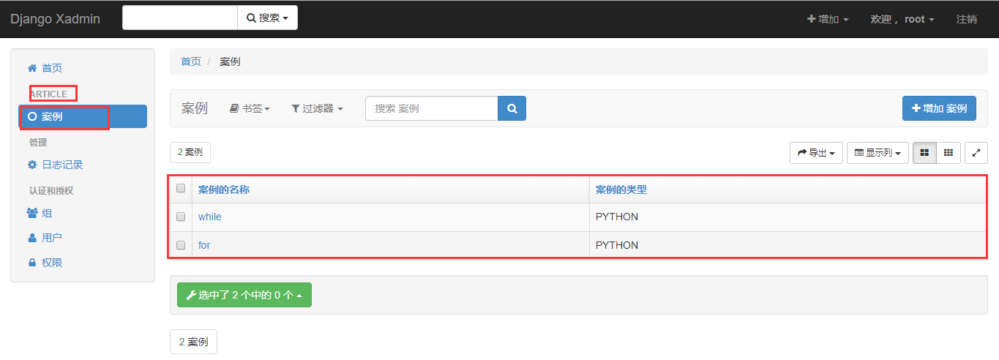 Django Xadmin 搜索 增加 欢迎， root 注销
首页
ARTICLE
案例
管理
日志记录
认证和授权
组
用户
权限
首页 / 案例
案例 书签 过滤器 搜索 案例 增加 案例
2 案例 导出 显示列
案例的名称 案例的类型
while PYTHON
for PYTHON
选中了 2 个中的 0 个
2 案例